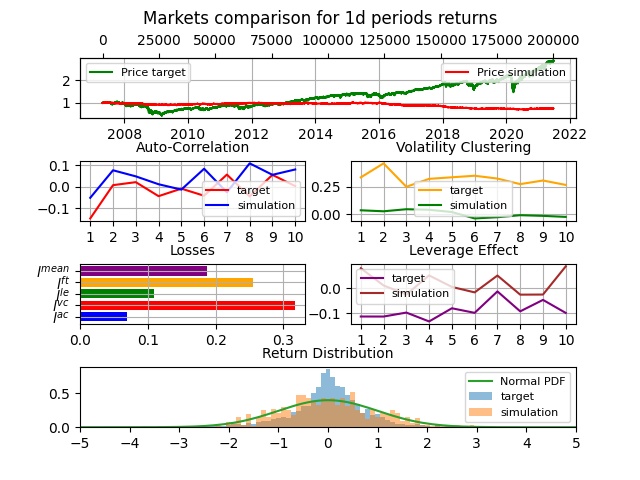 Markets comparison for 1d periods returns
0 25000 50000 75000 100000 125000 150000 175000 200000
Price target
Price simulation
2
1
2008 2010 2012 2014 2016 2018 2020 2022
Auto-Correlation
0.1
0.0
−0.1
target
simulation
1 2 3 4 5 6 7 8 9 10
Volatility Clustering
0.25
0.00
target
simulation
1 2 3 4 5 6 7 8 9 10
Losses
l^mean
l^ft
l^le
l^vc
l^ac
0.0 0.1 0.2 0.3
Leverage Effect
0.0
−0.1
target
simulation
1 2 3 4 5 6 7 8 9 10
Return Distribution
0.5
0.0
Normal PDF
target
simulation
−5 −4 −3 −2 −1 0 1 2 3 4 5